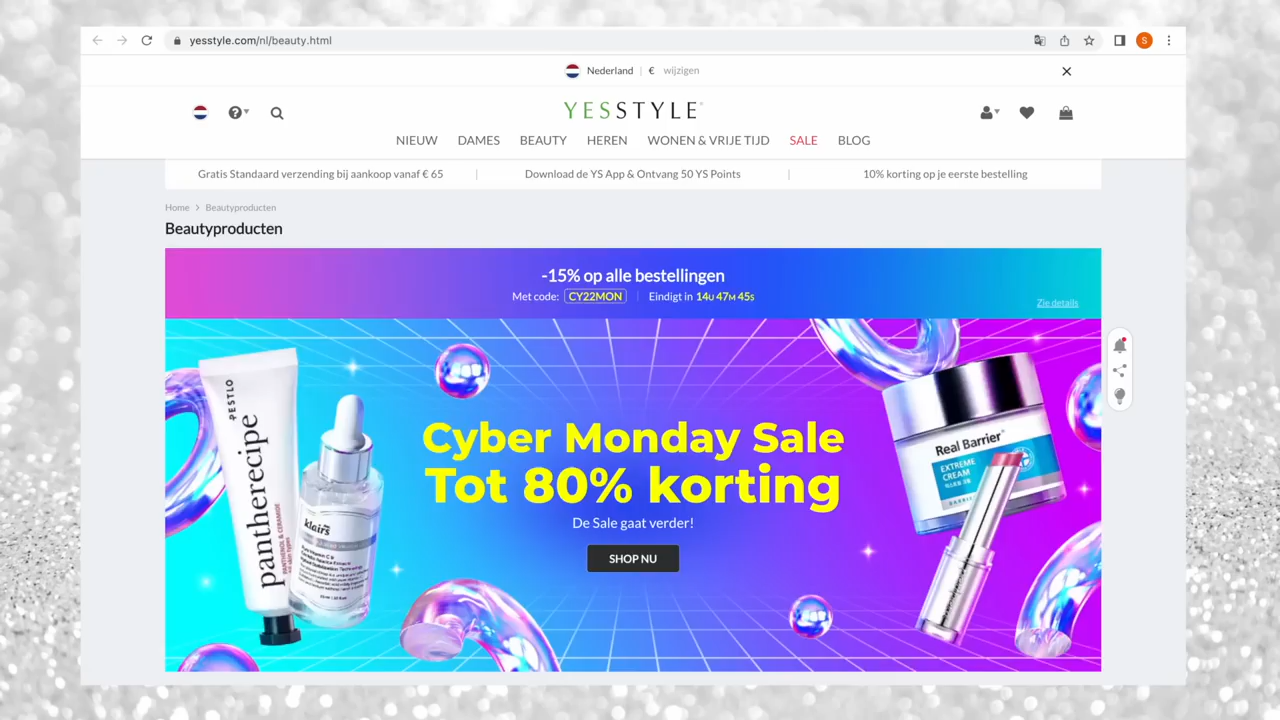 yesstyle.com/nl/beauty.html
S
Nederland | € wijzigen
YESSTYLE
NIEUW DAMES BEAUTY HEREN WONEN & VRIJE TIJD SALE BLOG
Gratis Standaard verzending bij aankoop vanaf € 65 | Download de YS App & Ontvang 50 YS Points | 10% korting op je eerste bestelling
Home > Beautyproducten
Beautyproducten
-15% op alle bestellingen
Met code: CY22MON | Eindigt in 14U 47M 45S
Zie details
PESTLO
pantherecipe
PANTHENOL & CERAMIDE
klairs
Real Barrier
EXTREME
CREAM
Cyber Monday Sale
Tot 80% korting
De Sale gaat verder!
SHOP NU